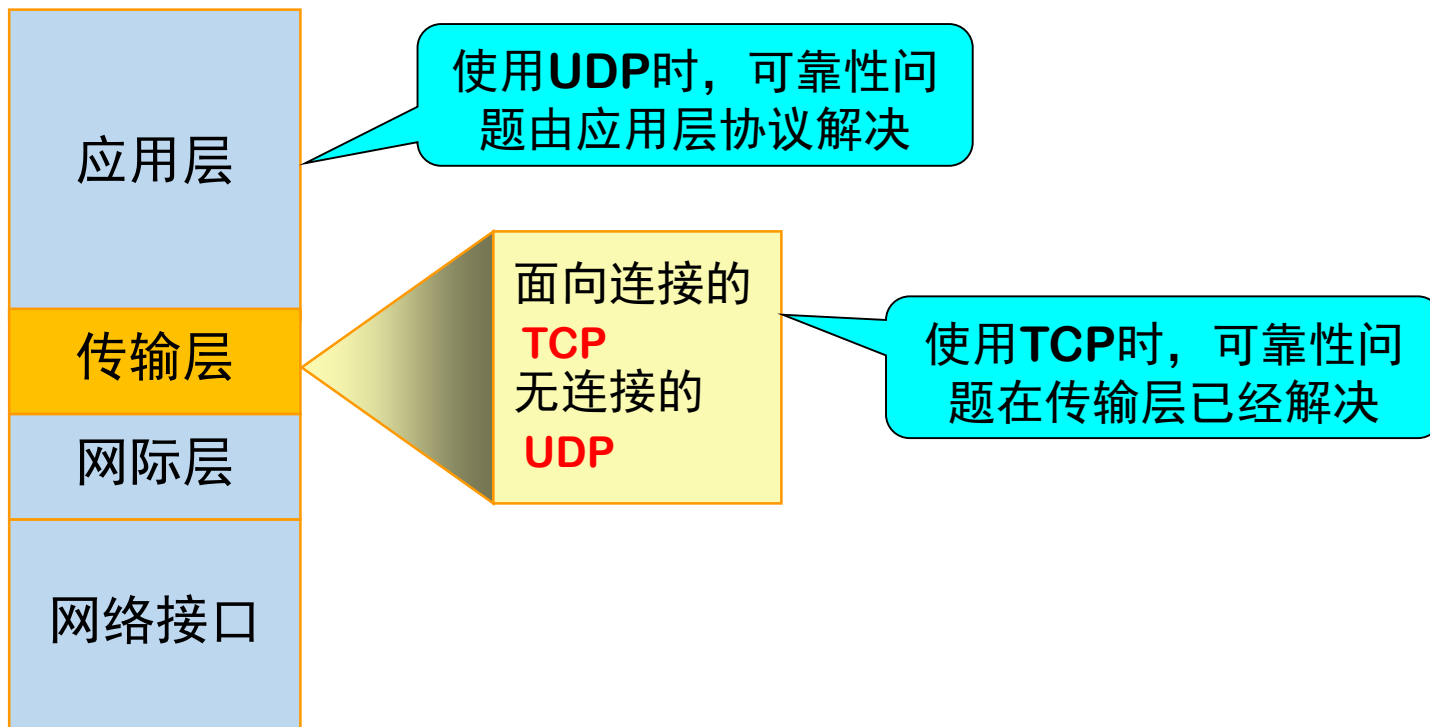 使用UDP时，可靠性问
题由应用层协议解决
应用层
面向连接的
TCP
无连接的
UDP
使用TCP时，可靠性问
题在传输层已经解决
传输层
网际层
网络接口